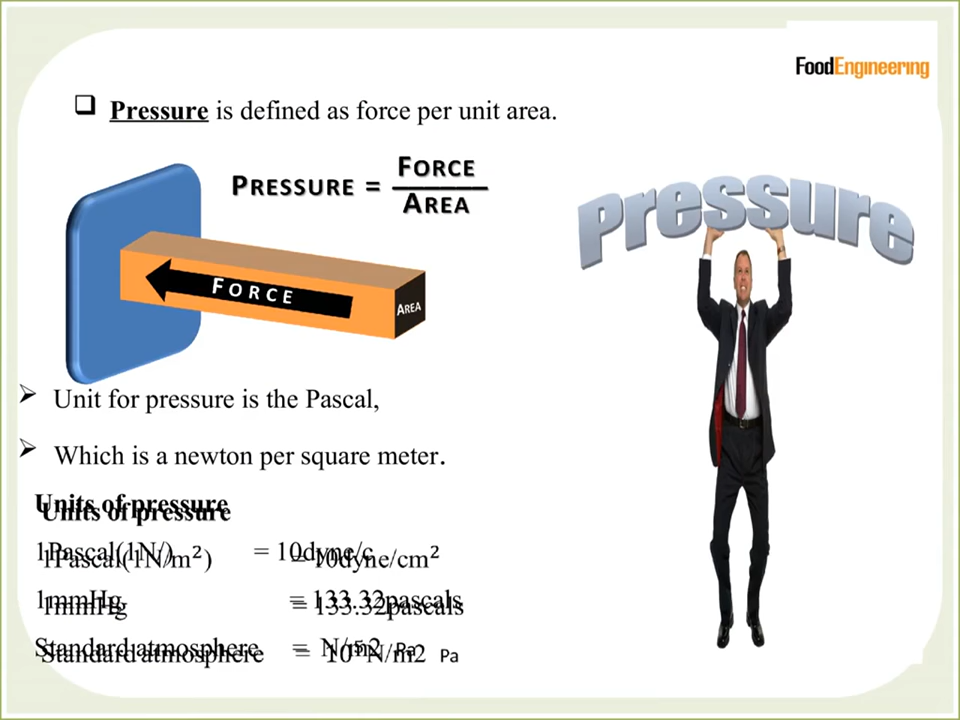 FoodEngineering
Pressure is defined as force per unit area.
PRESSURE = FORCE
AREA
Pressure
FORCE
AREA
Unit for pressure is the Pascal,
Which is a newton per square meter.
Units of pressure
1Pascal(1N/m²) = 10dyne/cm²
1mmHg = 133.32pascals
Standard atmosphere = 10⁵N/m2 Pa